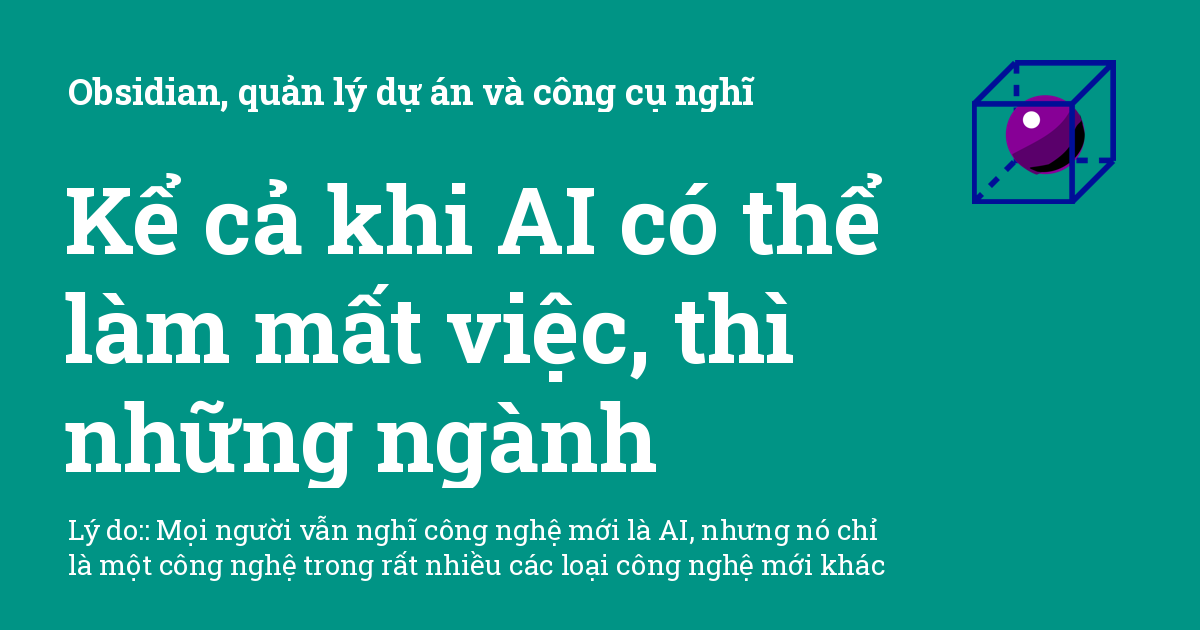 Obsidian, quản lý dự án và công cụ nghĩ
Kể cả khi AI có thể
làm mất việc, thì
những ngành
Lý do:: Mọi người vẫn nghĩ công nghệ mới là AI, nhưng nó chỉ
là một công nghệ trong rất nhiều các loại công nghệ mới khác